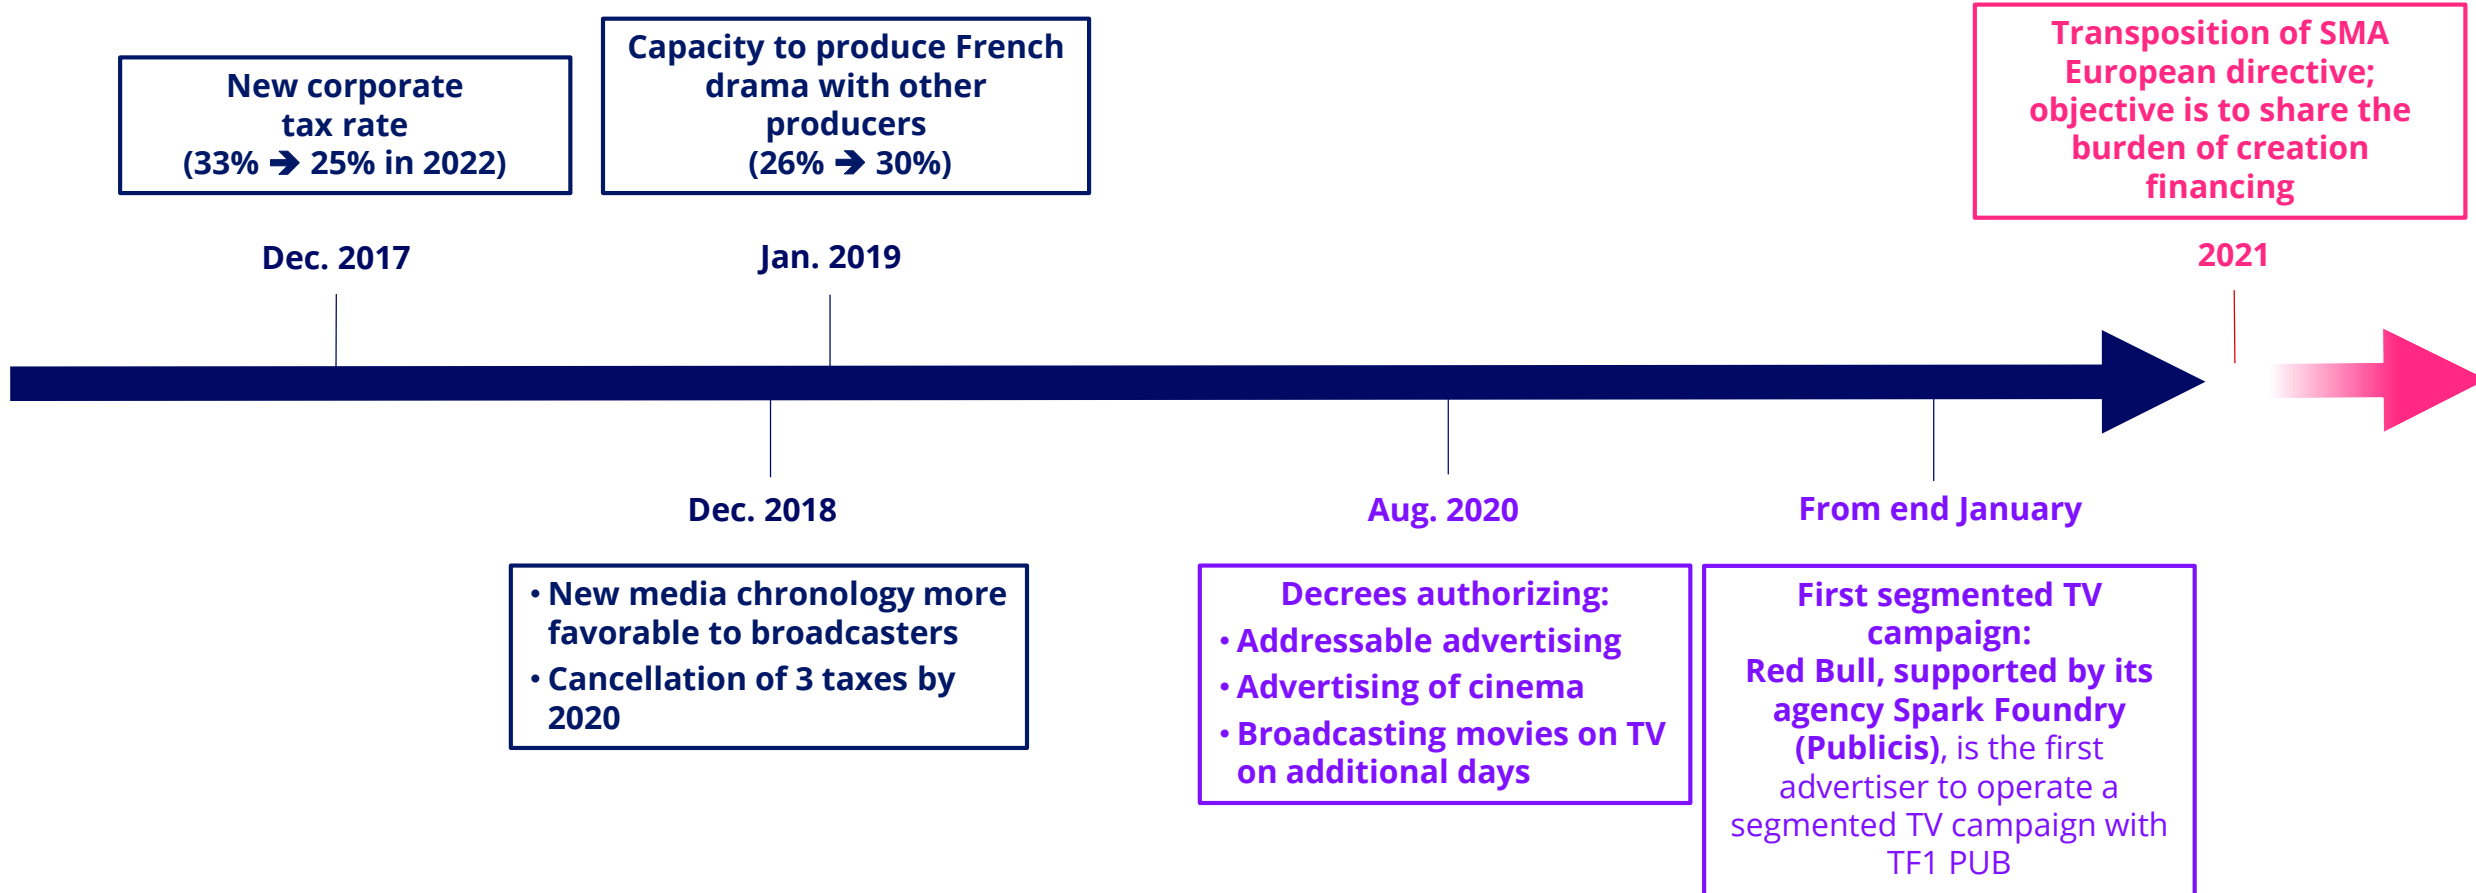 New corporate
tax rate
(33% ➔ 25% in 2022)
Dec. 2017
Capacity to produce French
drama with other
producers
(26% ➔ 30%)
Jan. 2019
Transposition of SMA
European directive;
objective is to share the
burden of creation
financing
2021
Dec. 2018
• New media chronology more
favorable to broadcasters
• Cancellation of 3 taxes by
2020
Aug. 2020
Decrees authorizing:
• Addressable advertising
• Advertising of cinema
• Broadcasting movies on TV
on additional days
From end January
First segmented TV
campaign:
Red Bull, supported by its
agency Spark Foundry
(Publicis), is the first
advertiser to operate a
segmented TV campaign with
TF1 PUB